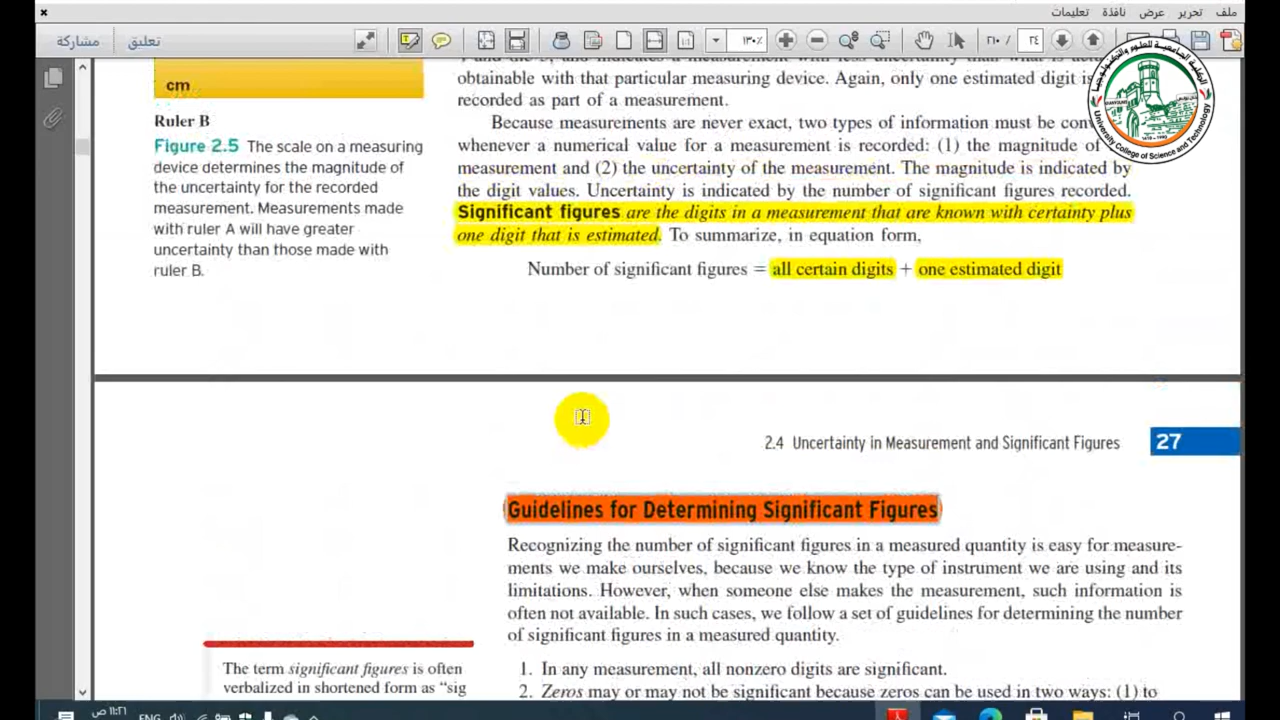 ملف تحرير عرض نافذة تعليمات
مشاركة
تعليق
١٣٠٪
٢١٠ /
٢٤
cm
Ruler B
Figure 2.5 The scale on a measuring
device determines the magnitude of
the uncertainty for the recorded
measurement. Measurements made
with ruler A will have greater
uncertainty than those made with
ruler B.
obtainable with that particular measuring device. Again, only one estimated digit is
recorded as part of a measurement.
Because measurements are never exact, two types of information must be con
whenever a numerical value for a measurement is recorded: (1) the magnitude of
measurement and (2) the uncertainty of the measurement. The magnitude is indicated by
the digit values. Uncertainty is indicated by the number of significant figures recorded.
Significant figures are the digits in a measurement that are known with certainty plus
one digit that is estimated. To summarize, in equation form,
Number of significant figures = all certain digits + one estimated digit
University College of Science and Technology
2.4 Uncertainty in Measurement and Significant Figures 27
Guidelines for Determining Significant Figures
Recognizing the number of significant figures in a measured quantity is easy for measure-
ments we make ourselves, because we know the type of instrument we are using and its
limitations. However, when someone else makes the measurement, such information is
often not available. In such cases, we follow a set of guidelines for determining the number
of significant figures in a measured quantity.
1. In any measurement, all nonzero digits are significant.
2. Zeros may or may not be significant because zeros can be used in two ways: (1) to
The term significant figures is often
verbalized in shortened form as “sig
ENG
١١:٢٦ ص